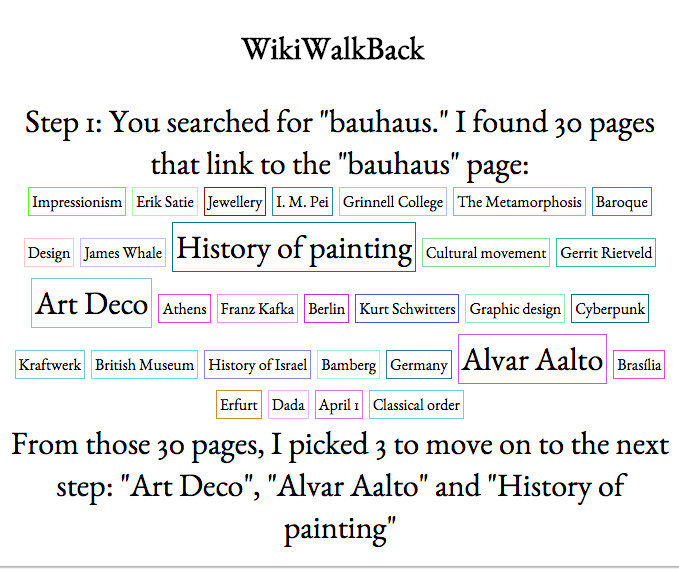 WikiWalkBack
Step 1: You searched for "bauhaus." I found 30 pages
that link to the "bauhaus" page:
Impressionism Erik Satie Jewellery I. M. Pei Grinnell College The Metamorphosis Baroque
Design James Whale History of painting Cultural movement Gerrit Rietveld
Art Deco Athens Franz Kafka Berlin Kurt Schwitters Graphic design Cyberpunk
Kraftwerk British Museum History of Israel Bamberg Germany Alvar Aalto Brasília
Erfurt Dada April 1 Classical order
From those 30 pages, I picked 3 to move on to the next
step: "Art Deco", "Alvar Aalto" and "History of
painting"